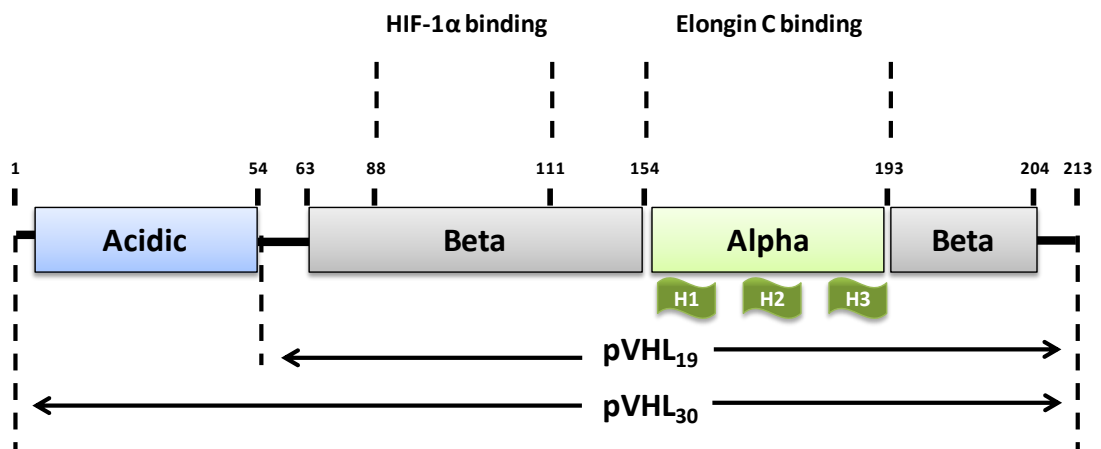 HIF-1α binding Elongin C binding
1 54 63 88 111 154 193 204 213
Acidic Beta Alpha Beta
H1 H2 H3
pVHL19
pVHL30